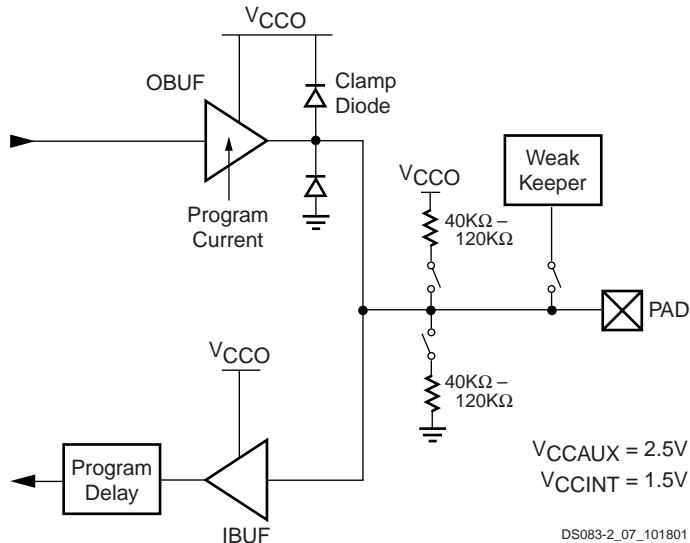 VCCO
OBUF
Clamp
Diode
Program
Current
VCCO
40KΩ –
120KΩ
Weak
Keeper
PAD
40KΩ –
120KΩ
VCCO
Program
Delay
IBUF
VCCAUX = 2.5V
VCCINT = 1.5V
DS083-2_07_101801